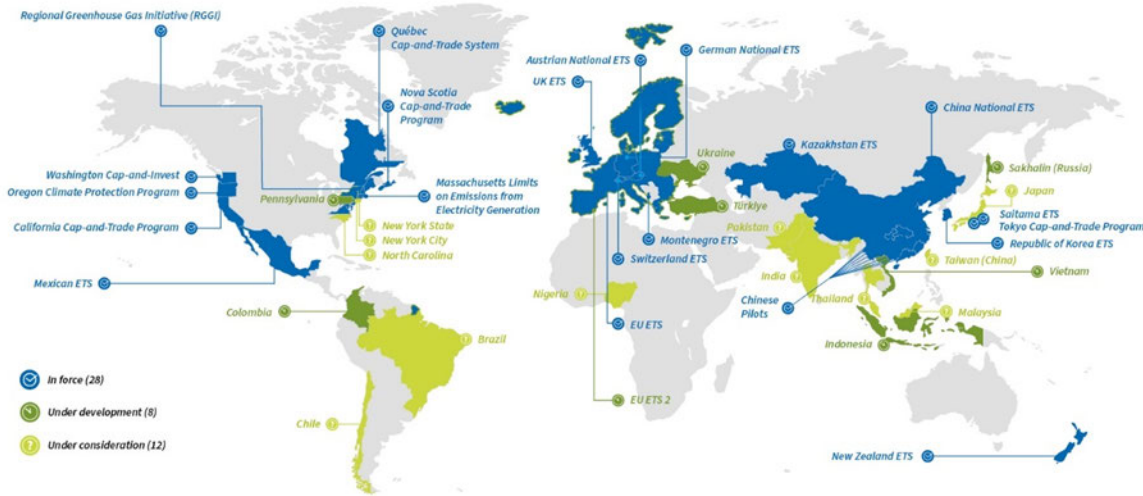 Regional Greenhouse Gas Initiative (RGGI)
Québec
Cap-and-Trade System
Nova Scotia
Cap-and-Trade
Program
Washington Cap-and-Invest
Oregon Climate Protection Program
California Cap-and-Trade Program
Mexican ETS
Pennsylvania
Massachusetts Limits
on Emissions from
Electricity Generation
New York State
New York City
North Carolina
Colombia
Brazil
Chile
Austrian National ETS
German National ETS
UK ETS
Ukraine
Türkiye
Montenegro ETS
Switzerland ETS
Nigeria
EU ETS
EU ETS 2
Kazakhstan ETS
China National ETS
Sakhalin (Russia)
Japan
Saitama ETS
Tokyo Cap-and-Trade Program
Republic of Korea ETS
Pakistan
India
Chinese
Pilots
Taiwan (China)
Vietnam
Thailand
Malaysia
Indonesia
New Zealand ETS
In force (28)
Under development (8)
Under consideration (12)